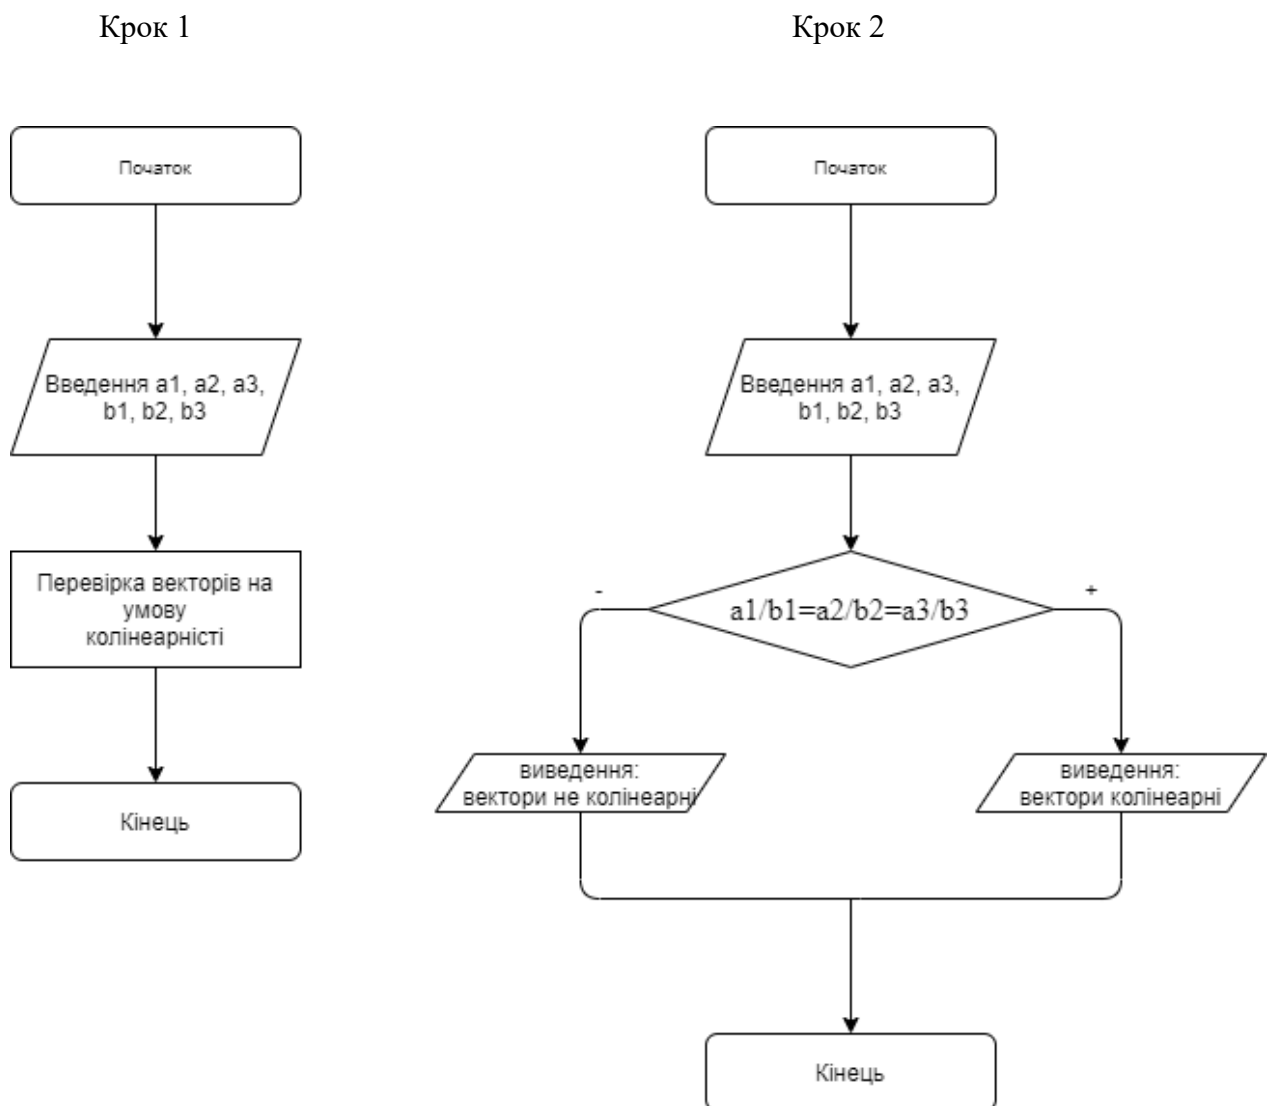 Крок 1
Початок
Введення a1, a2, a3,
b1, b2, b3
Перевірка векторів на
умову
колінеарністі
Кінець
Крок 2
Початок
Введення a1, a2, a3,
b1, b2, b3
-
+
a1/b1=a2/b2=a3/b3
виведення:
вектори не колінеарні
виведення:
вектори колінеарні
Кінець